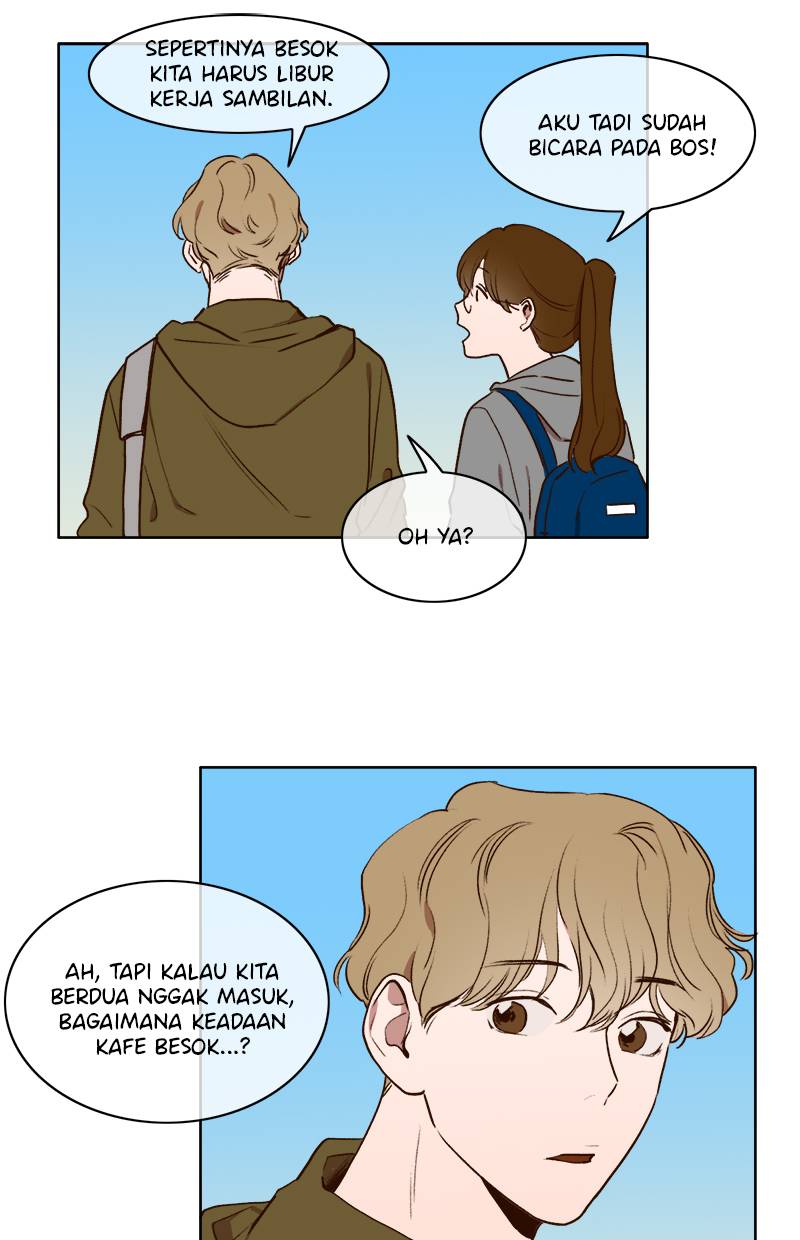 SEPERTINYA BESOK
KITA HARUS LIBUR
KERJA SAMBILAN.
AKU TADI SUDAH
BICARA PADA BOS!
OH YA?
AH, TAPI KALAU KITA
BERDUA NGGAK MASUK,
BAGAIMANA KEADAAN
KAFE BESOK...?